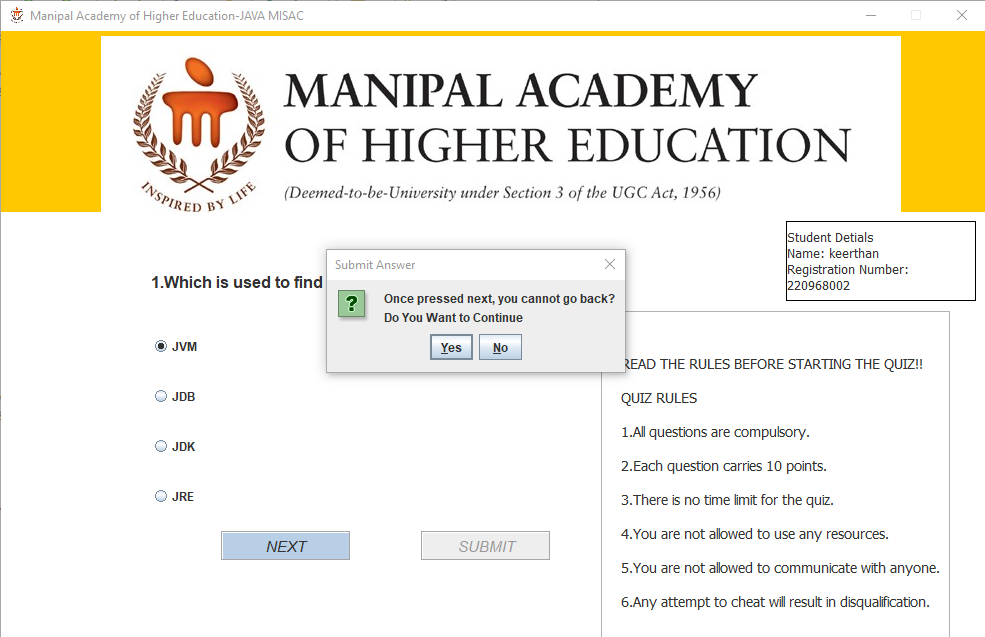 Manipal Academy of Higher Education-JAVA MISAC
MANIPAL ACADEMY
OF HIGHER EDUCATION
(Deemed-to-be-University under Section 3 of the UGC Act, 1956)
INSPIRED BY LIFE
Student Detials
Name: keerthan
Registration Number:
220968002
1.Which is used to find
Submit Answer
Once pressed next, you cannot go back?
Do You Want to Continue
Yes No
JVM
JDB
JDK
JRE
NEXT SUBMIT
READ THE RULES BEFORE STARTING THE QUIZ!!
QUIZ RULES
1.All questions are compulsory.
2.Each question carries 10 points.
3.There is no time limit for the quiz.
4.You are not allowed to use any resources.
5.You are not allowed to communicate with anyone.
6.Any attempt to cheat will result in disqualification.